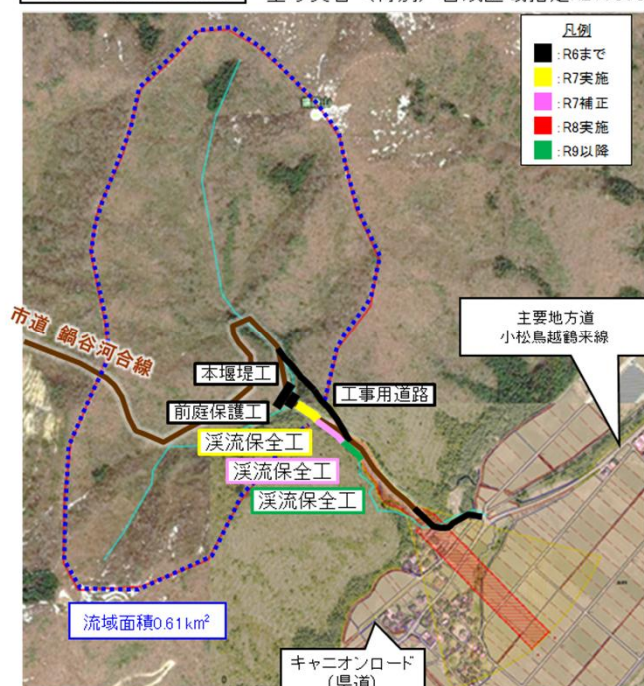 凡例
:R6まで
:R7実施
:R7補正
:R8実施
:R9以降
市道 鍋谷河合線
主要地方道
小松鳥越鶴来線
本堰堤工
工事用道路
前庭保護工
渓流保全工
渓流保全工
渓流保全工
流域面積0.61km²
キャニオンロード
(県道)